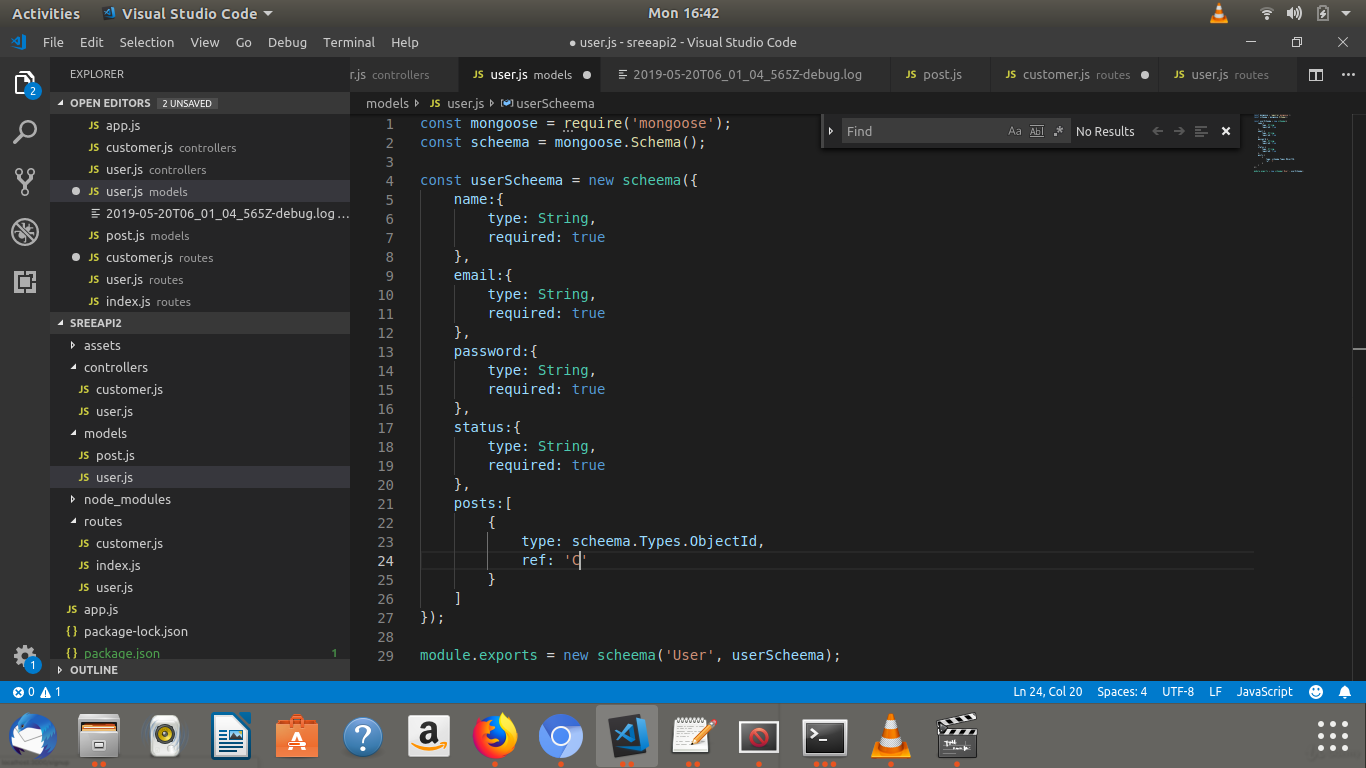 Activities Visual Studio Code Mon 16:42
File Edit Selection View Go Debug Terminal Help ● user.js - sreeapi2 - Visual Studio Code
EXPLORER
OPEN EDITORS 2 UNSAVED
JS app.js
JS customer.js controllers
JS user.js controllers
JS user.js models
2019-05-20T06_01_04_565Z-debug.log ...
JS post.js models
JS customer.js routes
JS user.js routes
JS index.js routes
SREEAPI2
assets
controllers
JS customer.js
JS user.js
models
JS post.js
JS user.js
node_modules
routes
JS customer.js
JS index.js
JS user.js
JS app.js
{} package-lock.json
{} package.json 1
OUTLINE
2
1
r.js controllers JS user.js models 2019-05-20T06_01_04_565Z-debug.log JS post.js JS customer.js routes JS user.js routes
models JS user.js userScheema
Find Aa Abl .* No Results
1 const mongoose = require('mongoose');
2 const scheema = mongoose.Schema();
3
4 const userScheema = new scheema({
5 name:{
6 type: String,
7 required: true
8 },
9 email:{
10 type: String,
11 required: true
12 },
13 password:{
14 type: String,
15 required: true
16 },
17 status:{
18 type: String,
19 required: true
20 },
21 posts:[
22 {
23 type: scheema.Types.ObjectId,
24 ref: 'C'
25 }
26 ]
27 });
28
29 module.exports = new scheema('User', userScheema);
0 1 Ln 24, Col 20 Spaces: 4 UTF-8 LF JavaScript